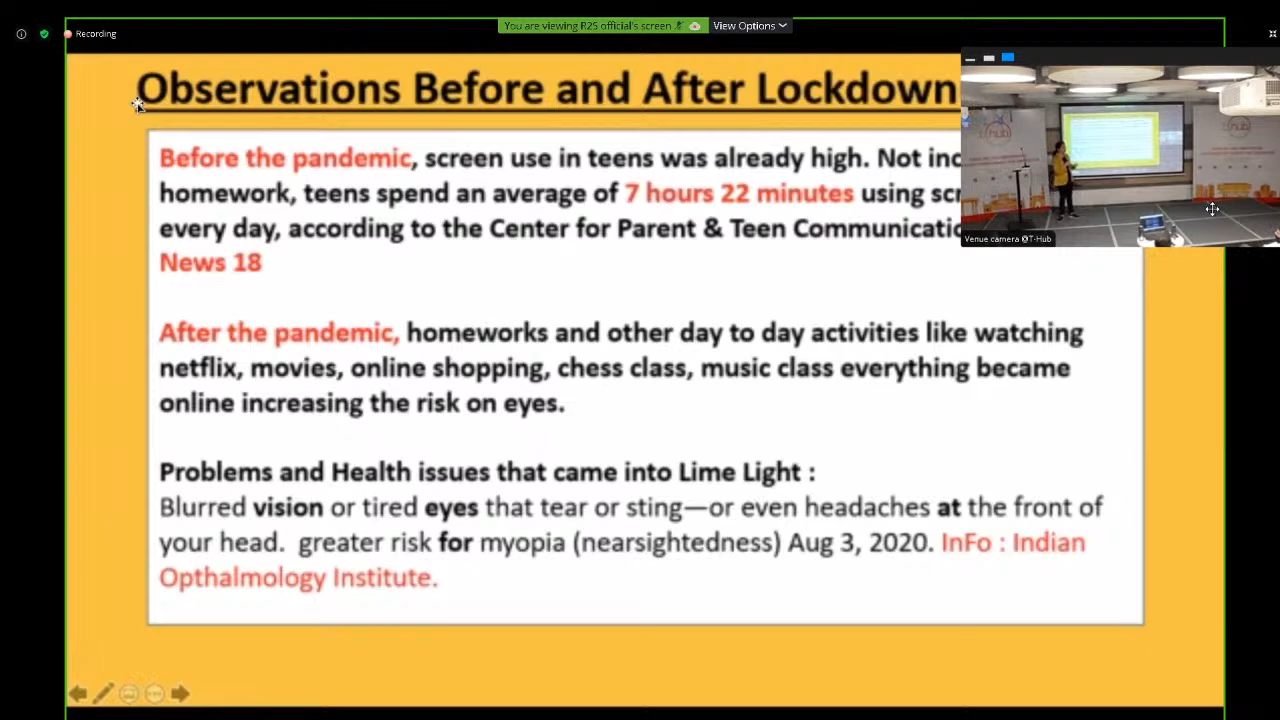 You are viewing R2S official's screen
View Options
Recording
Observations Before and After Lockdown
Before the pandemic, screen use in teens was already high. Not
homework, teens spend an average of 7 hours 22 minutes using
every day, according to the Center for Parent & Teen
News 18
After the pandemic, homeworks and other day to day activities like watching
netflix, movies, online shopping, chess class, music class everything became
online increasing the risk on eyes.
Problems and Health issues that came into Lime Light :
Blurred vision or tired eyes that tear or sting—or even headaches at the front of
your head. greater risk for myopia (nearsightedness) Aug 3, 2020. InFo : Indian
Opthalmology Institute.
hub
Venue camera @T-Hub